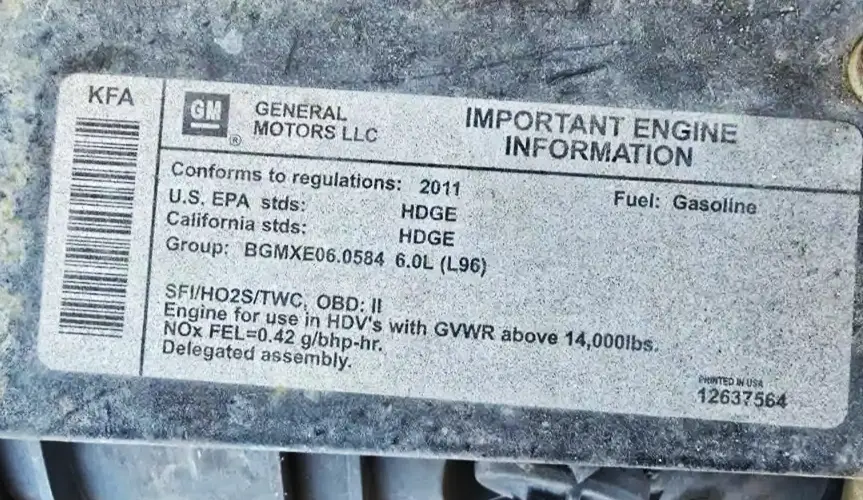 KFA
GM
®
GENERAL
MOTORS LLC
IMPORTANT ENGINE
INFORMATION
Conforms to regulations: 2011
Fuel: Gasoline
U.S. EPA stds: HDGE
California stds: HDGE
Group: BGMXE06.0584 6.0L (L96)
SFI/HO2S/TWC, OBD: II
Engine for use in HDV's with GVWR above 14,000lbs.
NOx FEL=0.42 g/bhp-hr.
Delegated assembly.
PRINTED IN USA
12637564